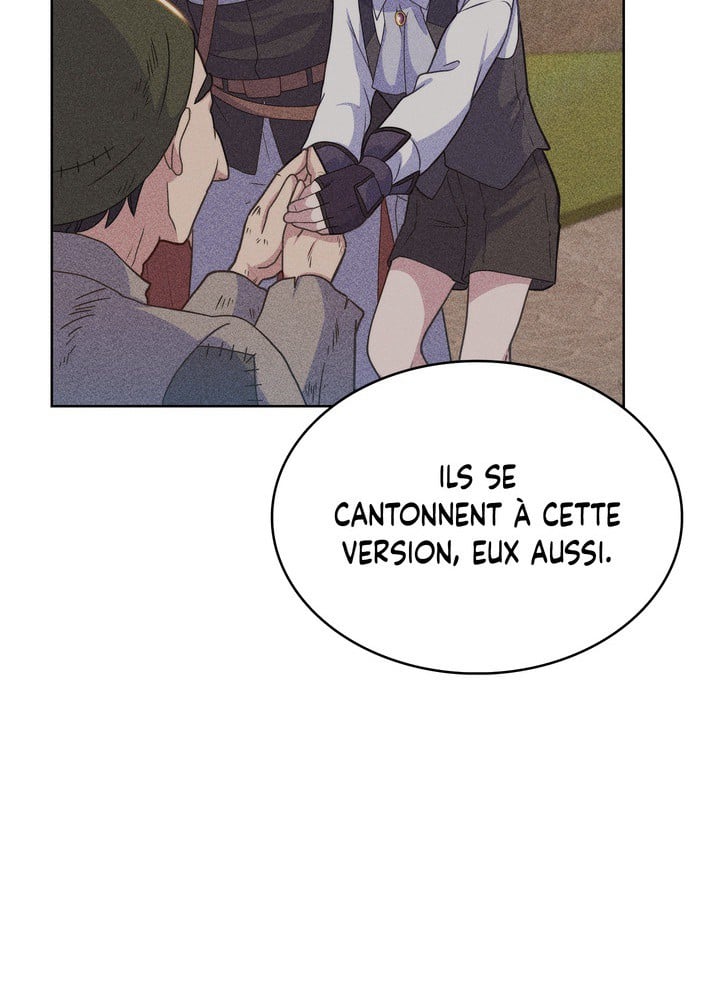 ILS SE
CANTONNENT À CETTE
VERSION, EUX AUSSI.